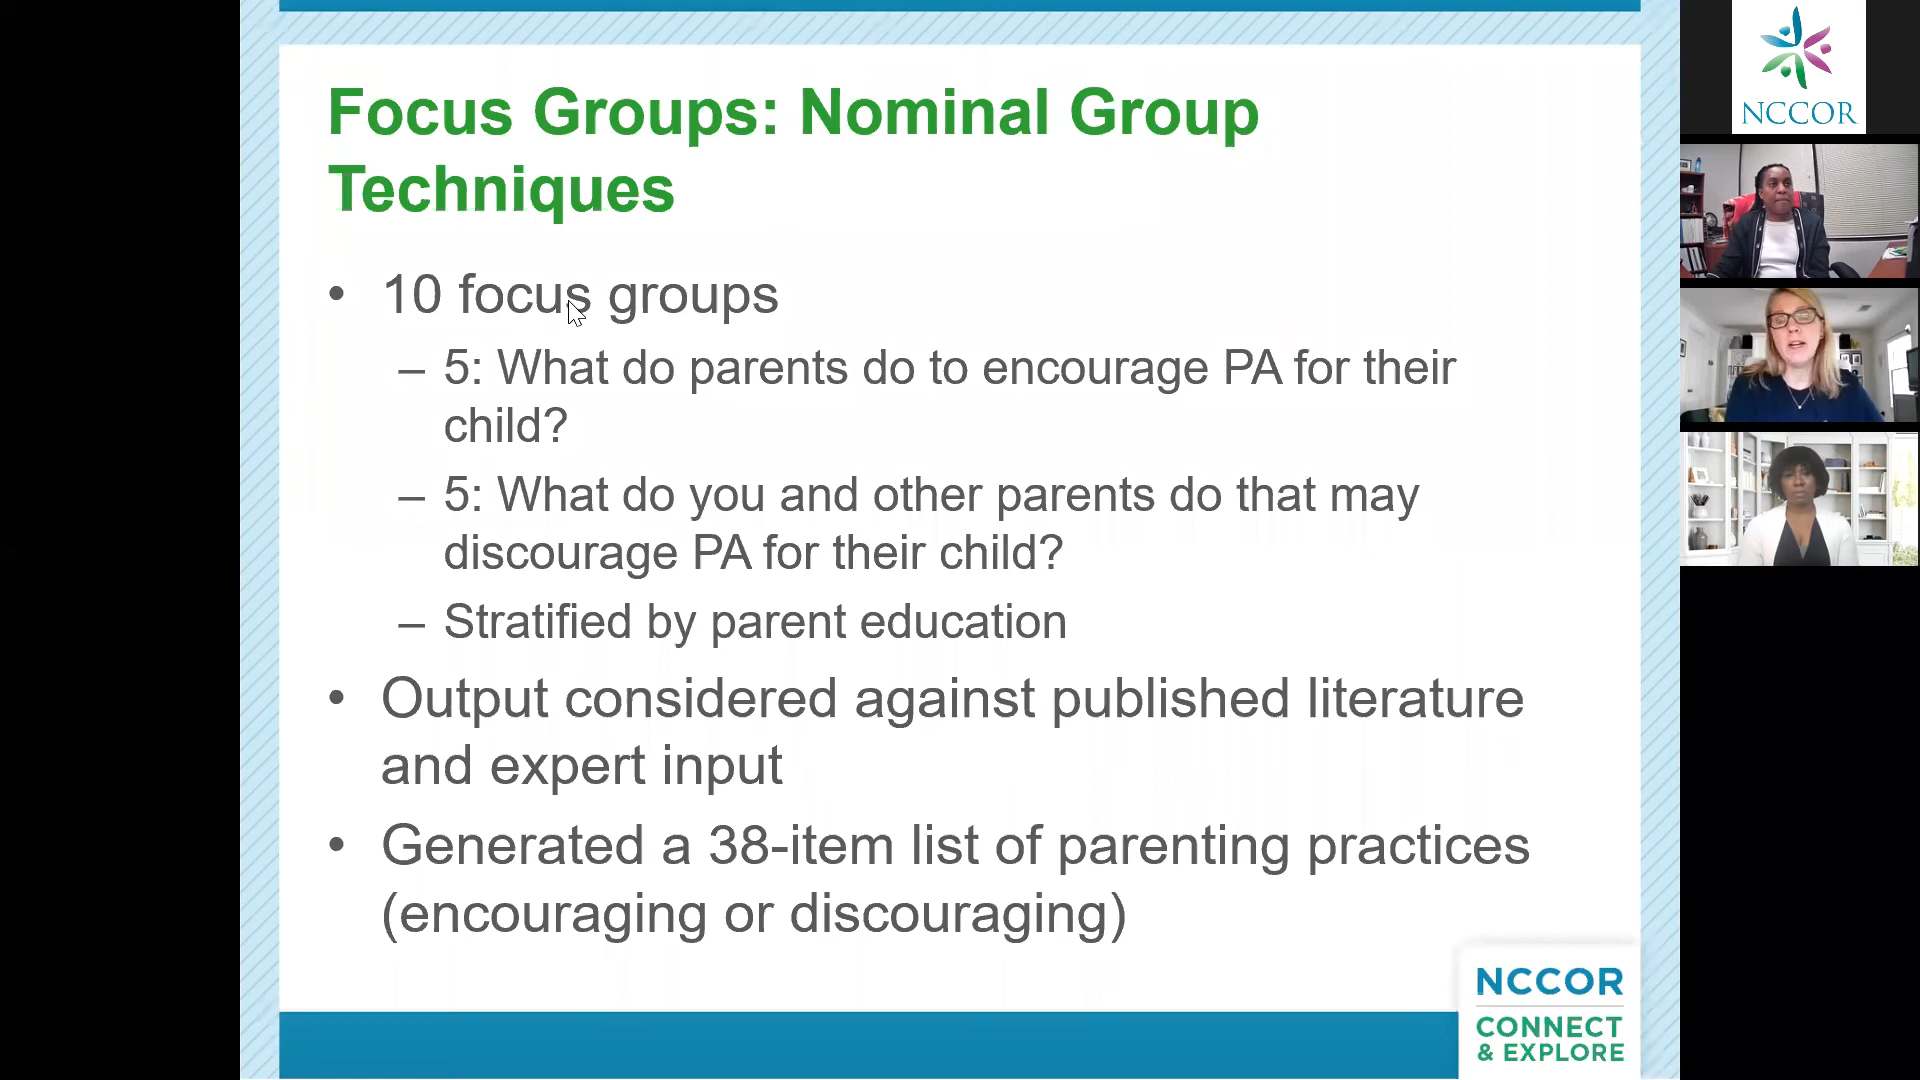 Focus Groups: Nominal Group
Techniques
• 10 focus groups
– 5: What do parents do to encourage PA for their
child?
– 5: What do you and other parents do that may
discourage PA for their child?
– Stratified by parent education
• Output considered against published literature
and expert input
• Generated a 38-item list of parenting practices
(encouraging or discouraging)
NCCOR
CONNECT
& EXPLORE
NCCOR